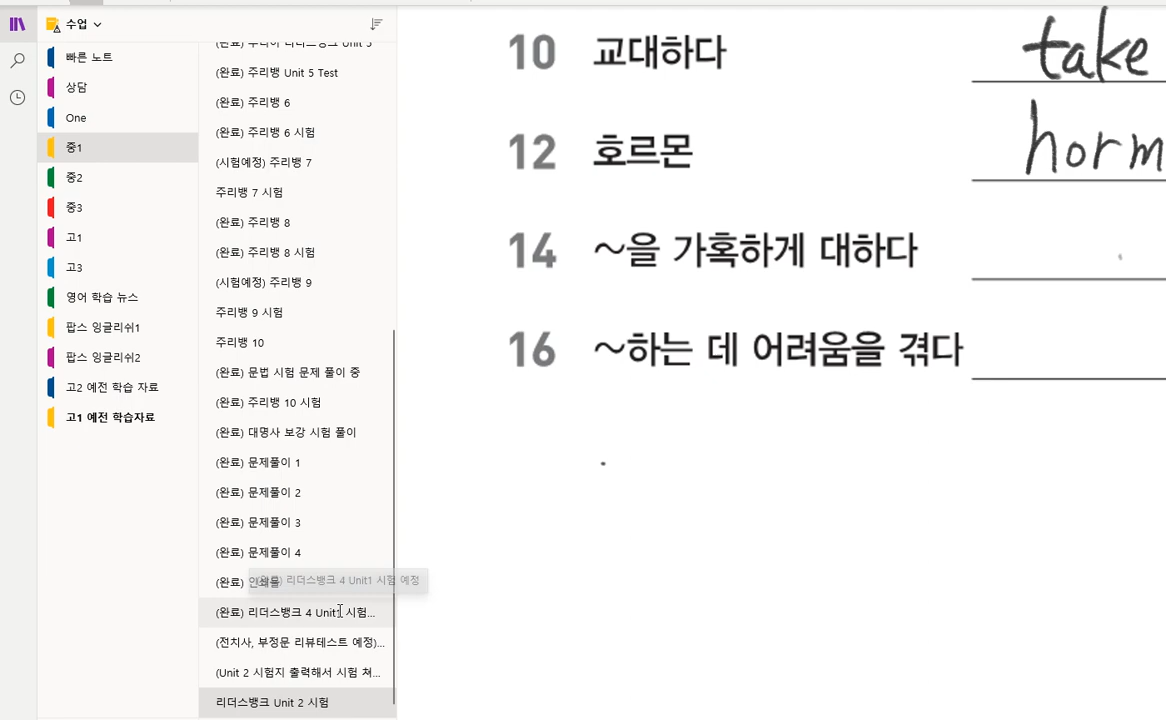 수업
빠른 노트
상담
One
중1
중2
중3
고1
고3
영어 학습 뉴스
팝스 잉글리쉬1
팝스 잉글리쉬2
고2 예전 학습 자료
고1 예전 학습자료
(완료) 주리뱅 Unit 5 Test
(완료) 주리뱅 6
(완료) 주리뱅 6 시험
(시험예정) 주리뱅 7
주리뱅 7 시험
(완료) 주리뱅 8
(완료) 주리뱅 8 시험
(시험예정) 주리뱅 9
주리뱅 9 시험
주리뱅 10
(완료) 문법 시험 문제 풀이 중
(완료) 주리뱅 10 시험
(완료) 대명사 보강 시험 풀이
(완료) 문제풀이 1
(완료) 문제풀이 2
(완료) 문제풀이 3
(완료) 문제풀이 4
(완료) 인쇄물
(완료) 리더스뱅크 4 Unit1 시험 예정
(완료) 리더스뱅크 4 Unit1 시험...
(전치사, 부정문 리뷰테스트 예정)...
(Unit 2 시험지 출력해서 시험 쳐...
리더스뱅크 Unit 2 시험
10 교대하다 take
12 호르몬 horm
14 ~을 가혹하게 대하다
16 ~하는 데 어려움을 겪다